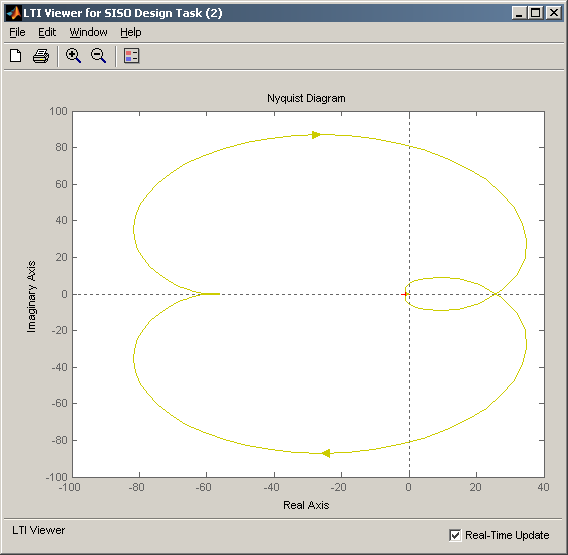 LTI Viewer for SISO Design Task (2)
File Edit Window Help
Nyquist Diagram
100
80
60
40
20
0
-20
-40
-60
-80
-100
Imaginary Axis
-100 -80 -60 -40 -20 0 20 40
Real Axis
LTI Viewer
Real-Time Update